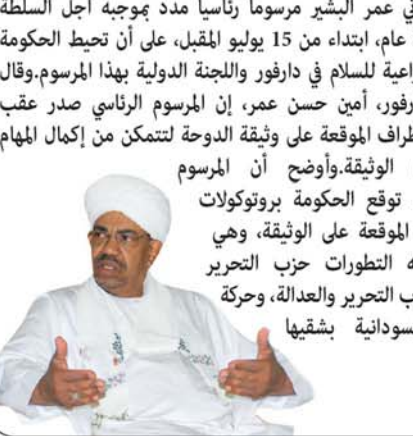 ني عمر البشير مرسوما رئاسيا مدد بموجبه أجل السلطة
عام، ابتداء من 15 يوليو المقبل، على أن تحيط الحكومة
راعية للسلام في دارفور واللجنة الدولية بهذا المرسوم.وقال
رفور، أمين حسن عمر، إن المرسوم الرئاسي صدر عقب
طراف الموقعة على وثيقة الدوحة لتتمكن من إكمال المهام
الوثيقة.وأوضح أن المرسوم
توقع الحكومة بروتوكولات
الموقعة على الوثيقة، وهي
ه التطورات حزب التحرير
ب التحرير والعدالة، وحركة
سودانية بشقيها